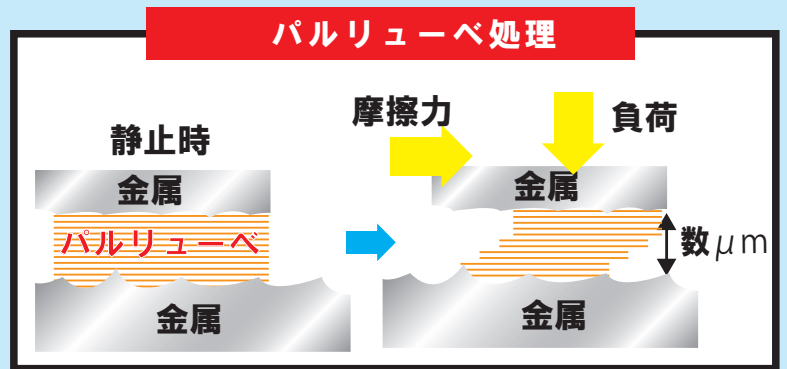 パルリューベ処理
静止時
金属
パルリューベ
金属
摩擦力
負荷
金属
数μm
金属